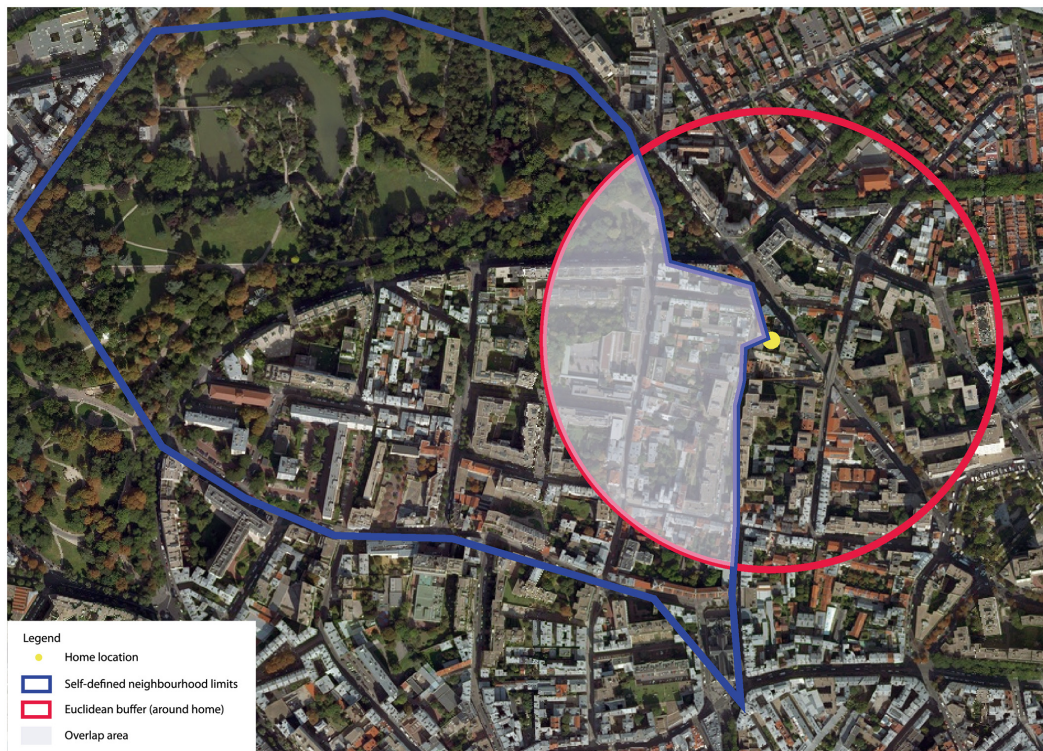 Legend
Home location
Self-defined neighbourhood limits
Euclidean buffer (around home)
Overlap area